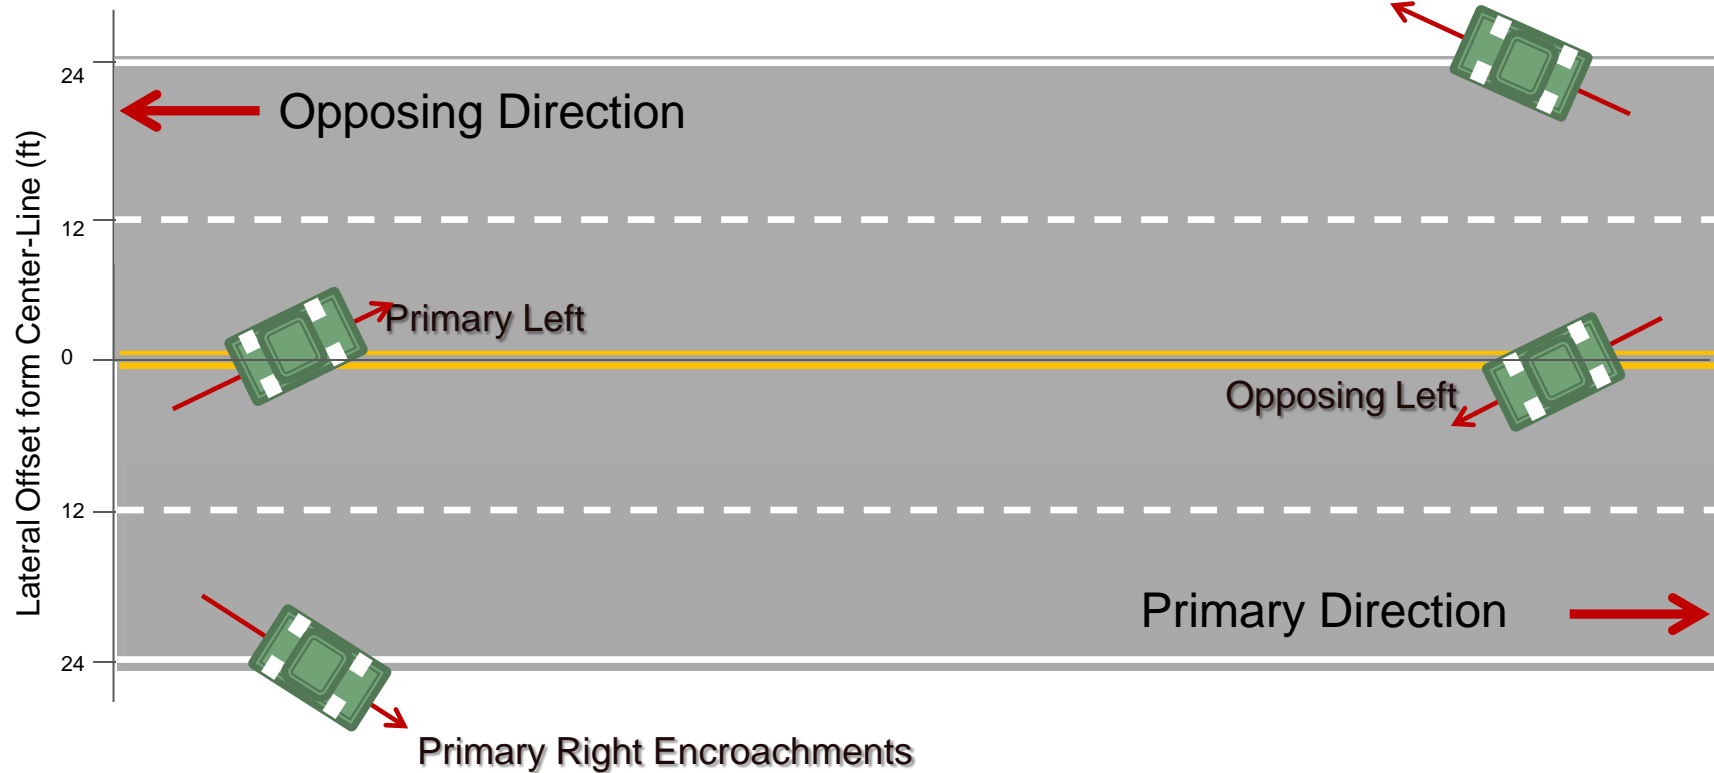 24
Opposing Direction
12
Lateral Offset form Center-Line (ft)
Primary Left
0
Opposing Left
12
Primary Direction
24
Primary Right Encroachments